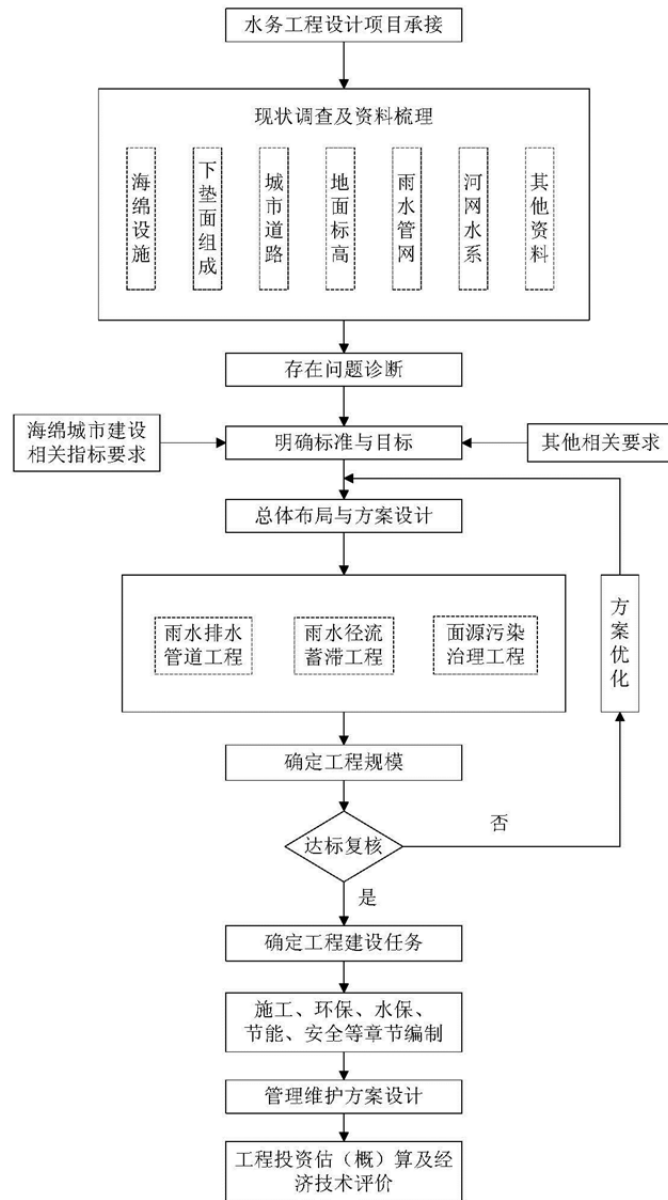 水务工程设计项目承接
现状调查及资料梳理
海绵设施
下垫面组成
城市道路
地面标高
雨水管网
河网水系
其他资料
存在问题诊断
海绵城市建设
相关指标要求
明确标准与目标
其他相关要求
总体布局与方案设计
雨水排水
管道工程
雨水径流
蓄滞工程
面源污染
治理工程
方案优化
确定工程规模
达标复核
否
是
确定工程建设任务
施工、环保、水保、
节能、安全等章节编制
管理维护方案设计
工程投资估（概）算及经
济技术评价